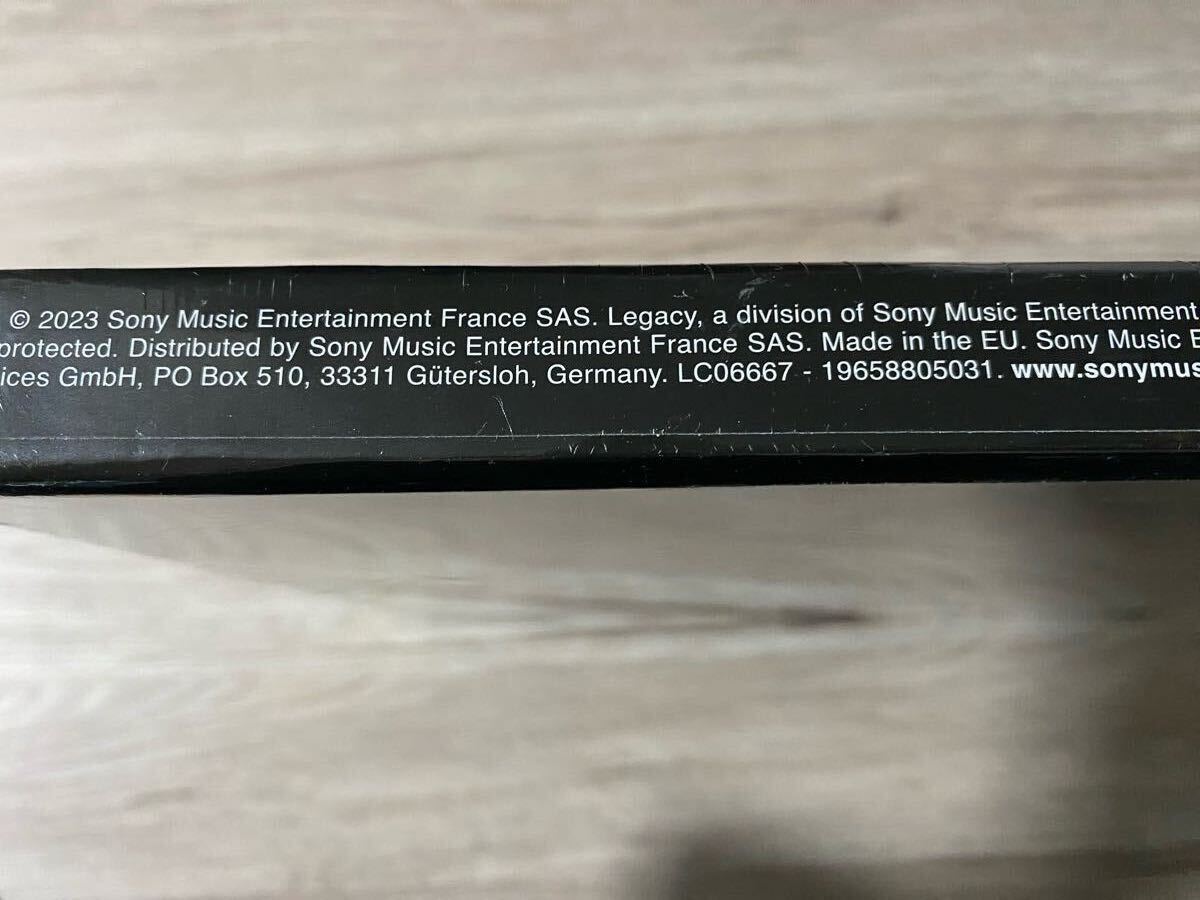 © 2023 Sony Music Entertainment France SAS. Legacy, a division of Sony Music Entertainment
protected. Distributed by Sony Music Entertainment France SAS. Made in the EU. Sony Music
GmbH, PO Box 510, 33311 Gütersloh, Germany. LC06667 - 19658805031.